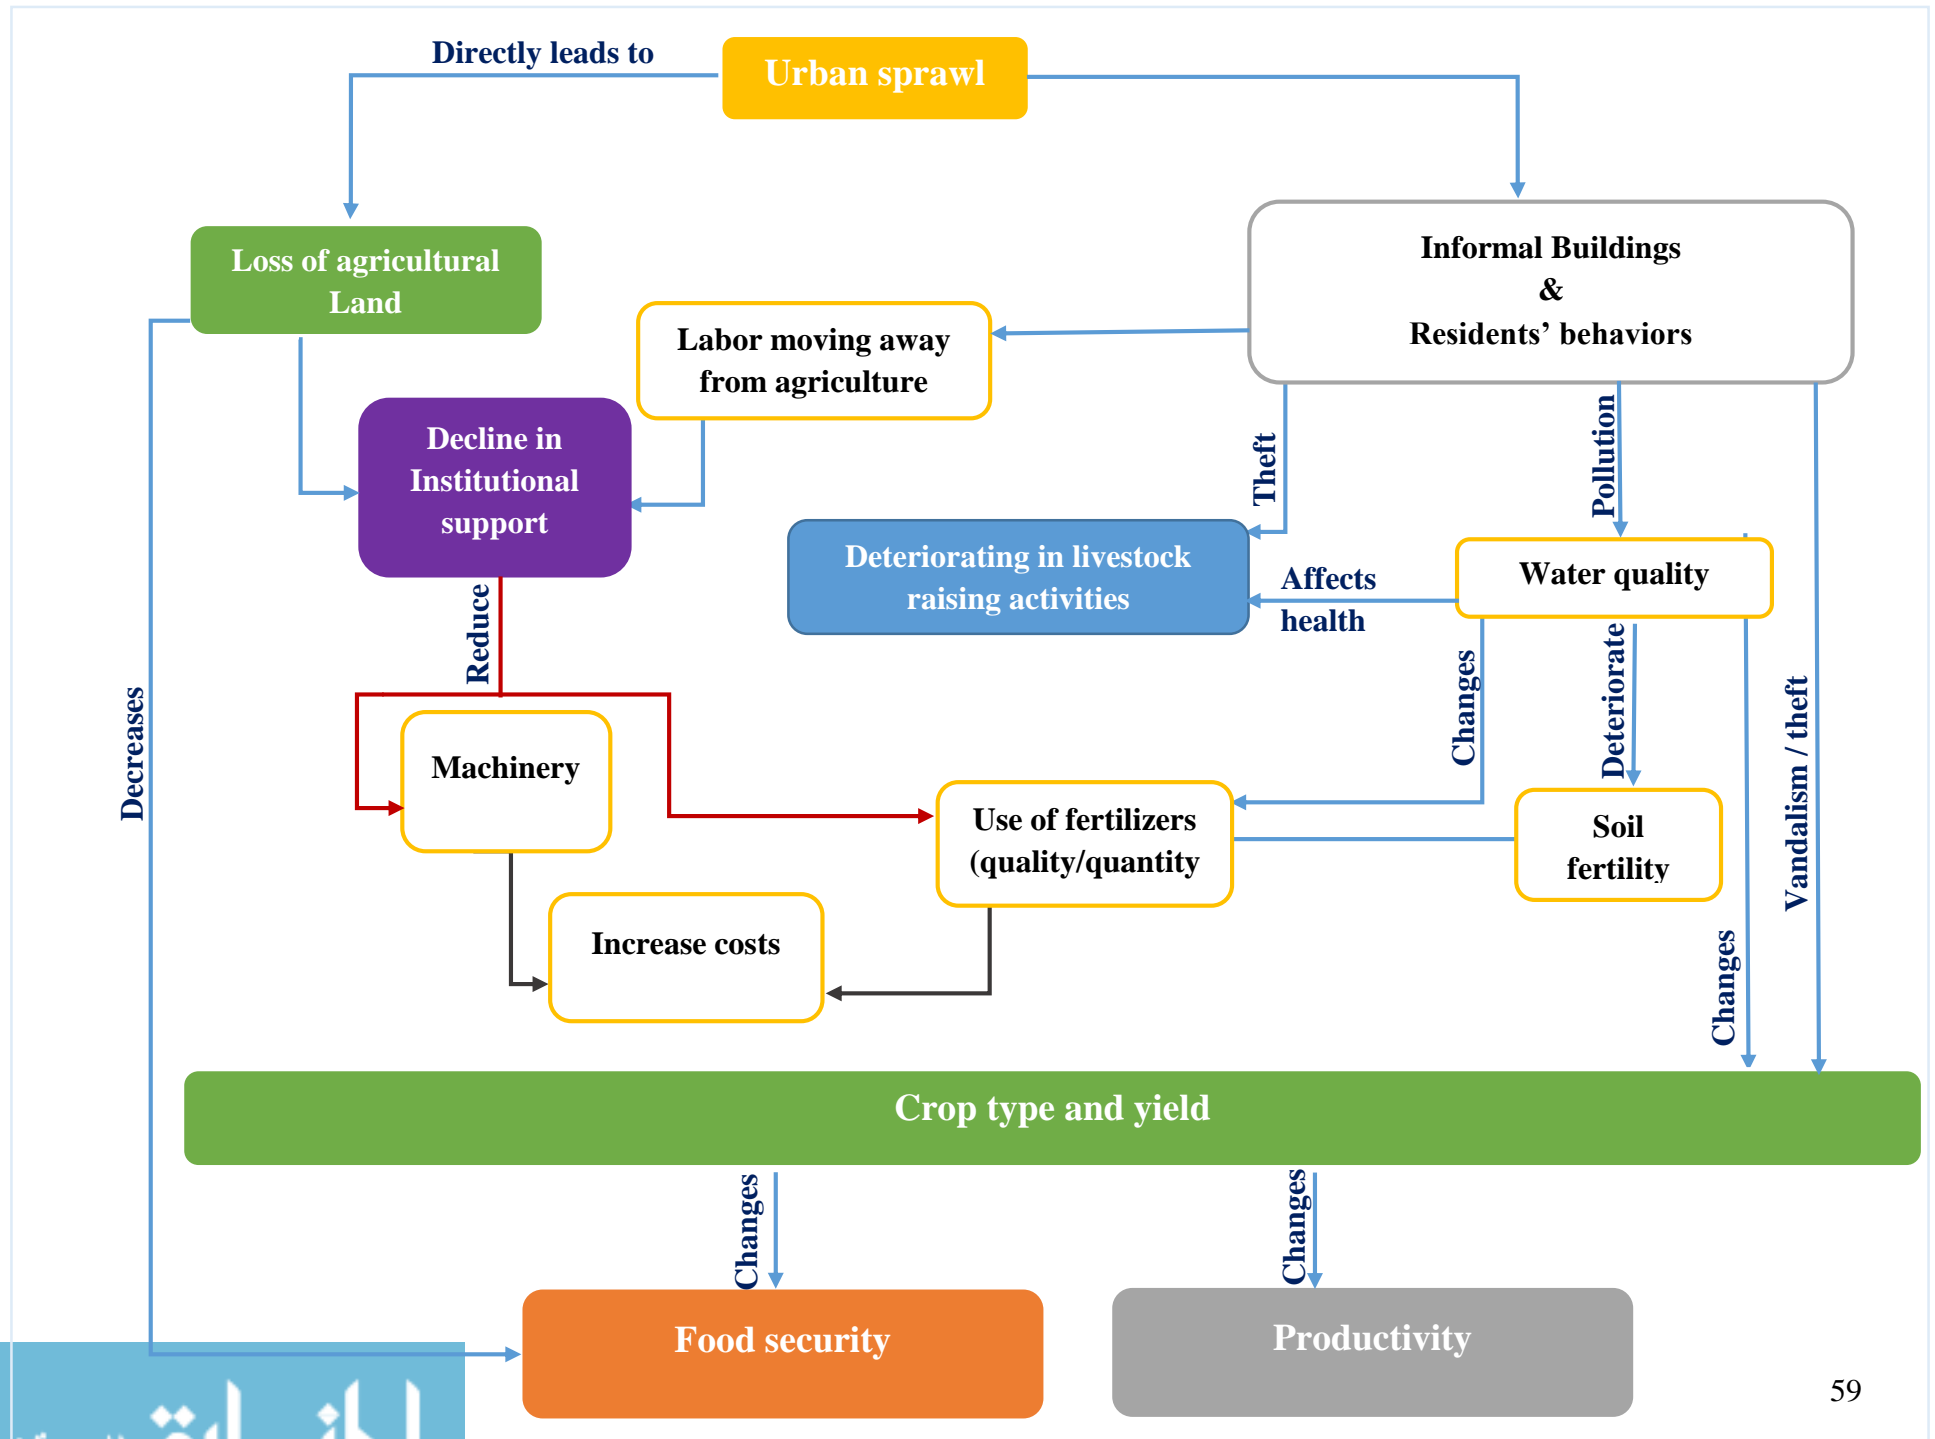 Directly leads to
Urban sprawl
Loss of agricultural
Land
Informal Buildings
&
Residents’ behaviors
Labor moving away
from agriculture
Decline in
Institutional
support
Theft
Pollution
Deteriorating in livestock
raising activities
Affects
health
Water quality
Reduce
Changes
Deteriorate
Vandalism / theft
Decreases
Machinery
Use of fertilizers
(quality/quantity
Soil
fertility
Increase costs
Changes
Crop type and yield
Changes
Changes
Food security
Productivity
59